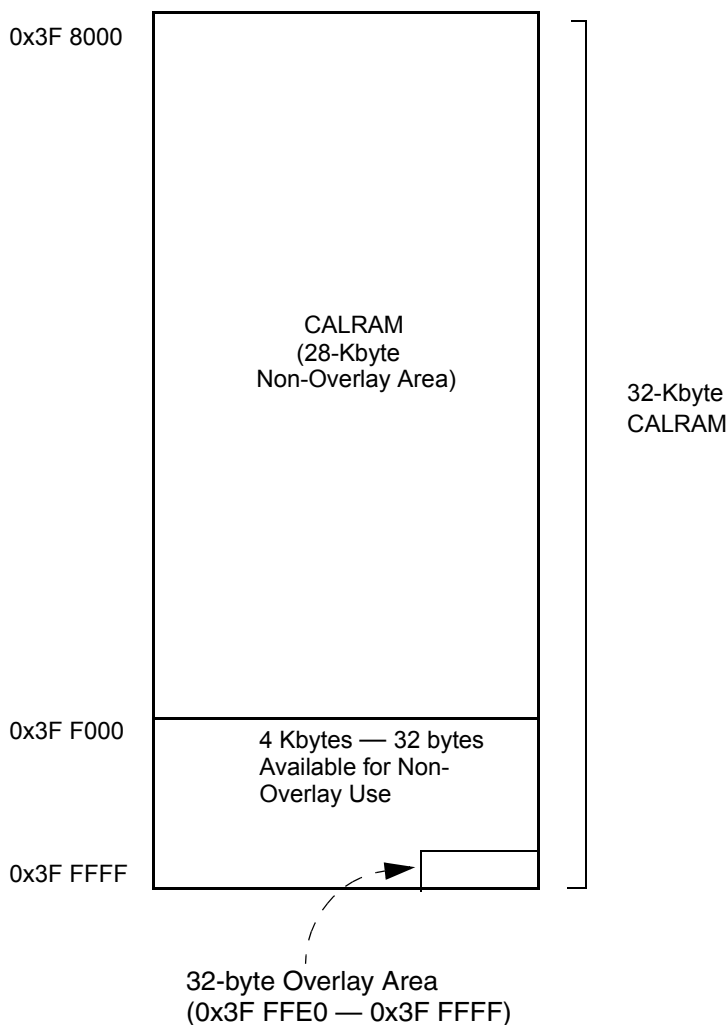 0x3F 8000
CALRAM
(28-Kbyte
Non-Overlay Area)
32-Kbyte
CALRAM
0x3F F000
4 Kbytes — 32 bytes
Available for Non-
Overlay Use
0x3F FFFF
32-byte Overlay Area
(0x3F FFE0 — 0x3F FFFF)